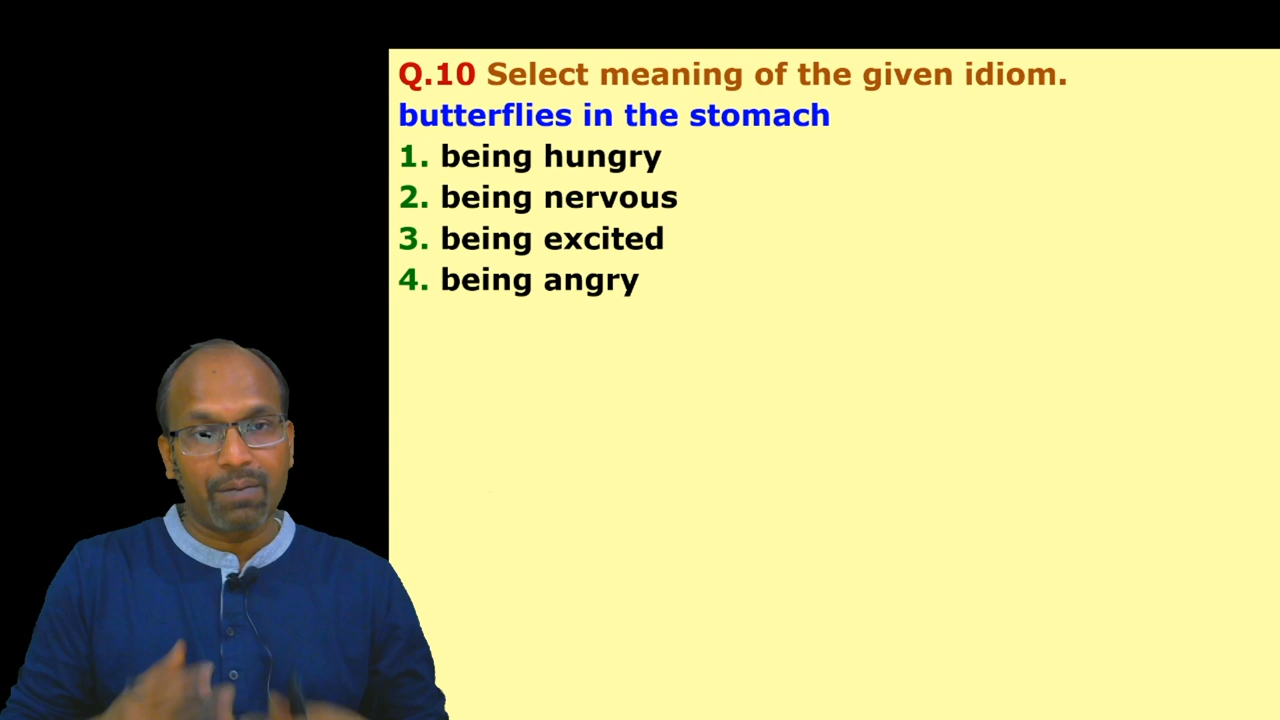 Q.10 Select meaning of the given idiom.
butterflies in the stomach
1. being hungry
2. being nervous
3. being excited
4. being angry